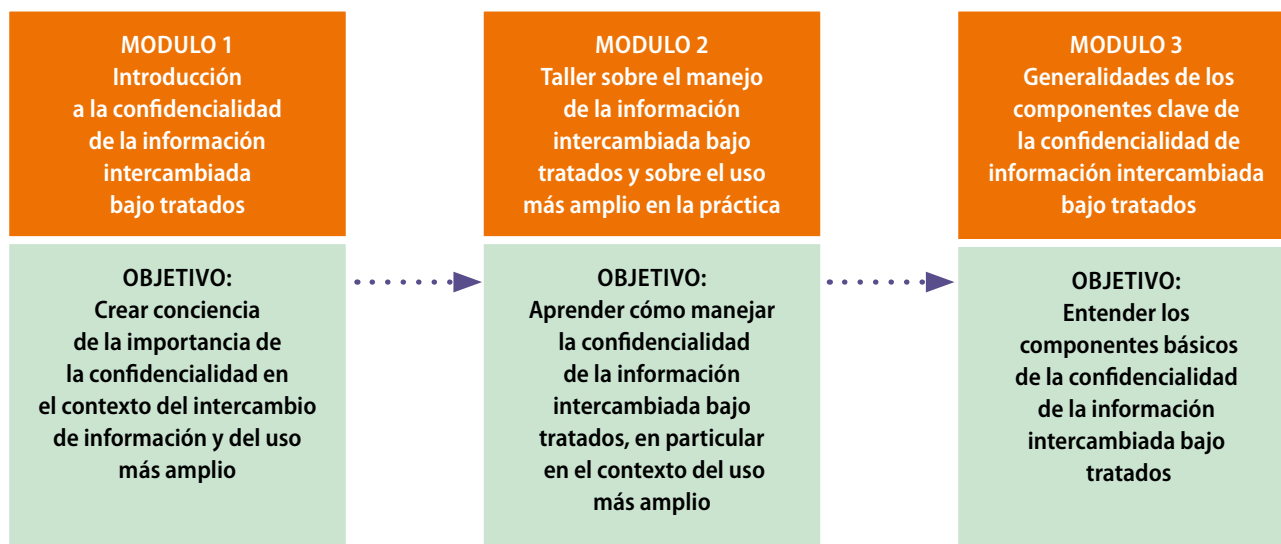 MODULO 1
Introducción
a la confidencialidad
de la información
intercambiada
bajo tratados
OBJETIVO:
Crear conciencia
de la importancia de
la confidencialidad en
el contexto del intercambio
de información y del uso
más amplio
MODULO 2
Taller sobre el manejo
de la información
intercambiada bajo
tratados y sobre el uso
más amplio en la práctica
OBJETIVO:
Aprender cómo manejar
la confidencialidad
de la información
intercambiada bajo
tratados, en particular
en el contexto del uso
más amplio
MODULO 3
Generalidades de los
componentes clave de
la confidencialidad de
información intercambiada
bajo tratados
OBJETIVO:
Entender los
componentes básicos
de la confidencialidad
de la información
intercambiada bajo
tratados